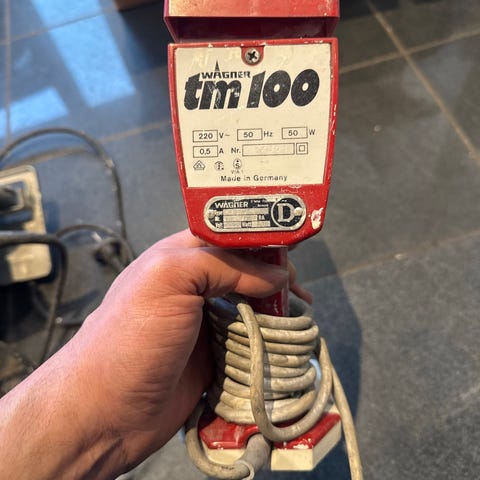 WAGNER
tm 100
220 V~ 50 Hz 50 W
0,5 A Nr.
Made in Germany
WAGNER
D